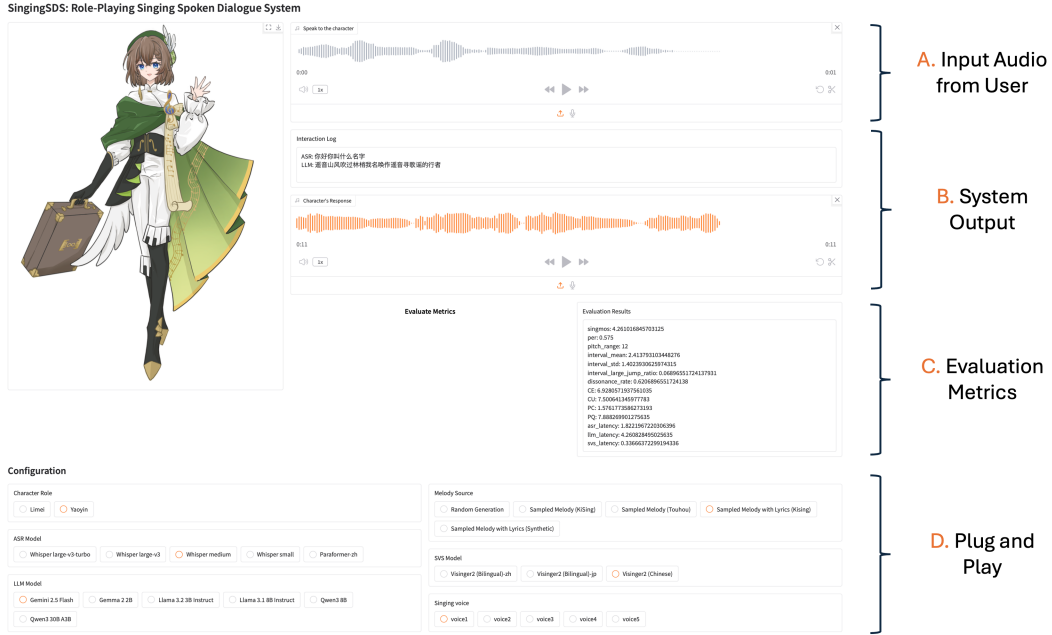 SingingSDS: Role-Playing Singing Spoken Dialogue System
Speak to the character
0:00
0:01
1x
Interaction Log
ASR: 你好你叫什么名字
LLM: 遥音山风吹过林梢我名唤作遥音寻歌谣的行者
Character's Response
0:11
0:11
1x
Evaluate Metrics
Evaluation Results
singmos: 4.261016845703125
per: 0.575
pitch_range: 12
interval_mean: 2.413793103448276
interval_std: 1.4023930625974315
interval_large_jump_ratio: 0.06896551724137931
dissonance_rate: 0.6206896551724138
CE: 6.9280571937561035
CU: 7.500641345977783
PC: 1.5761773586273193
PQ: 7.888269901275635
asr_latency: 1.8221967220306396
llm_latency: 4.260828495025635
svs_latency: 0.33666372299194336
A. Input Audio
from User
B. System
Output
C. Evaluation
Metrics
D. Plug and
Play
Configuration
Character Role
Limei
Yaoyin
ASR Model
Whisper large-v3-turbo
Whisper large-v3
Whisper medium
Whisper small
Paraformer-zh
LLM Model
Gemini 2.5 Flash
Gemma 2 2B
Llama 3.2 3B Instruct
Llama 3.1 8B Instruct
Qwen3 8B
Qwen3 30B A3B
Melody Source
Random Generation
Sampled Melody (KiSing)
Sampled Melody (Touhou)
Sampled Melody with Lyrics (Kising)
Sampled Melody with Lyrics (Synthetic)
SVS Model
Visinger2 (Bilingual)-zh
Visinger2 (Bilingual)-jp
Visinger2 (Chinese)
Singing voice
voice1
voice2
voice3
voice4
voice5